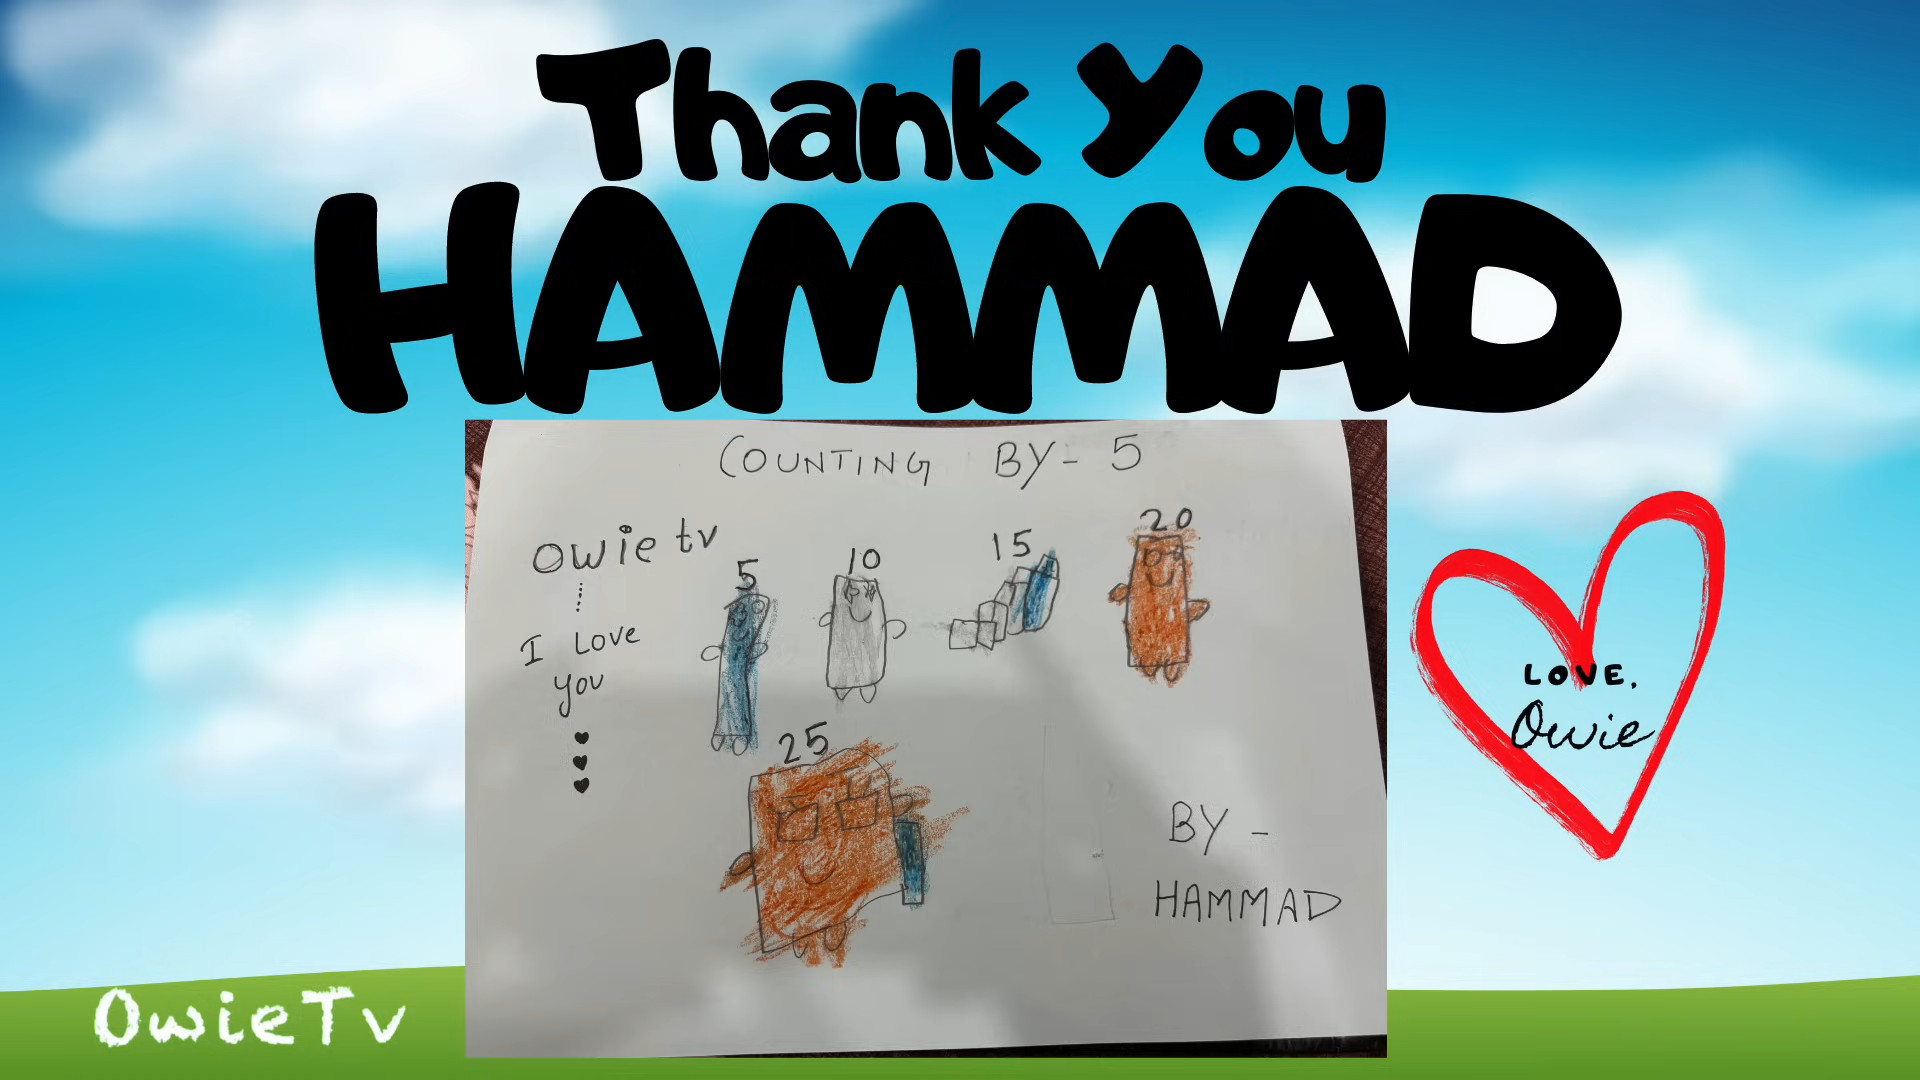 Thank You
HAMMAD
COUNTING BY - 5
owie tv
I Love
you
5
10
15
20
25
BY -
HAMMAD
LOVE,
Owie
OwieTv